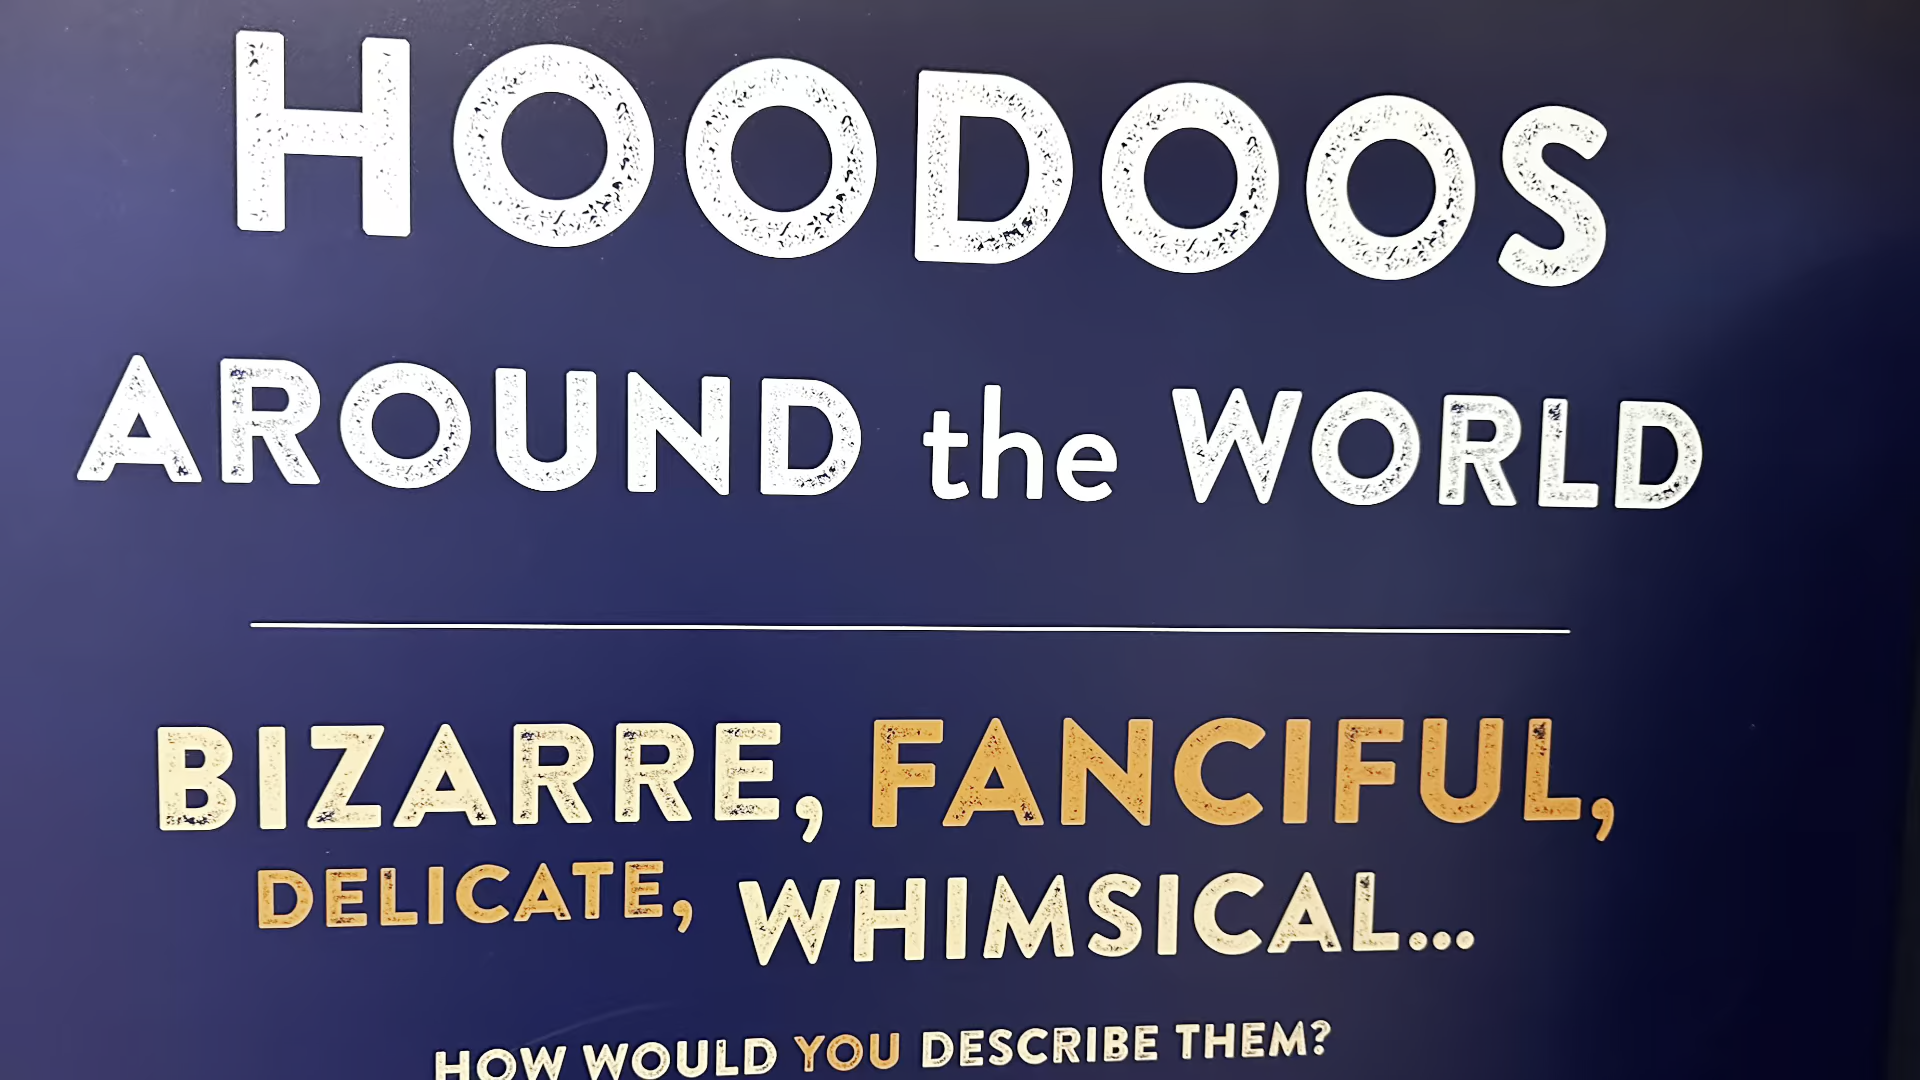 HOODOOS
AROUND the WORLD
BIZARRE, FANCIFUL,
DELICATE, WHIMSICAL...
HOW WOULD YOU DESCRIBE THEM?